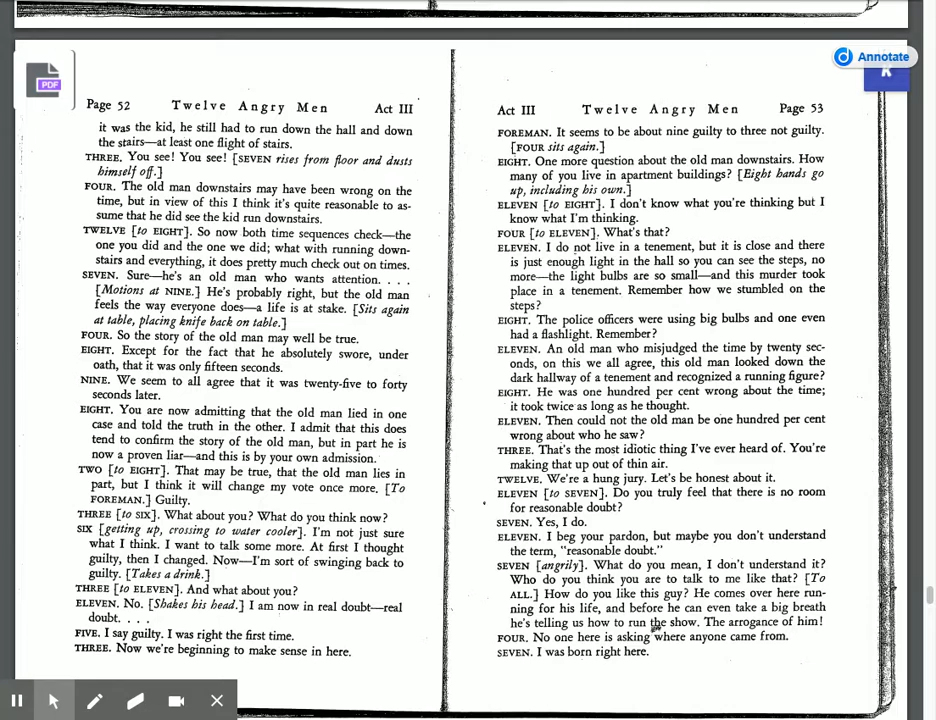 PDF
Annotate
Page 52 Twelve Angry Men Act III
it was the kid, he still had to run down the hall and down
the stairs—at least one flight of stairs.
THREE. You see! You see! [SEVEN rises from floor and dusts
himself off.]
FOUR. The old man downstairs may have been wrong on the
time, but in view of this I think it's quite reasonable to as-
sume that he did see the kid run downstairs.
TWELVE [to EIGHT]. So now both time sequences check—the
one you did and the one we did; what with running down-
stairs and everything, it does pretty much check out on times.
SEVEN. Sure—he's an old man who wants attention. . . .
[Motions at NINE.] He's probably right, but the old man
feels the way everyone does—a life is at stake. [Sits again
at table, placing knife back on table.]
FOUR. So the story of the old man may well be true.
EIGHT. Except for the fact that he absolutely swore, under
oath, that it was only fifteen seconds.
NINE. We seem to all agree that it was twenty-five to forty
seconds later.
EIGHT. You are now admitting that the old man lied in one
case and told the truth in the other. I admit that this does
tend to confirm the story of the old man, but in part he is
now a proven liar—and this is by your own admission.
TWO [to EIGHT]. That may be true, that the old man lies in
part, but I think it will change my vote once more. [To
FOREMAN.] Guilty.
THREE [to SIX]. What about you? What do you think now?
SIX [getting up, crossing to water cooler]. I'm not just sure
what I think. I want to talk some more. At first I thought
guilty, then I changed. Now—I'm sort of swinging back to
guilty. [Takes a drink.]
THREE [to ELEVEN]. And what about you?
ELEVEN. No. [Shakes his head.] I am now in real doubt—real
doubt. . . .
FIVE. I say guilty. I was right the first time.
THREE. Now we're beginning to make sense in here.
Act III Twelve Angry Men Page 53
FOREMAN. It seems to be about nine guilty to three not guilty.
[FOUR sits again.]
EIGHT. One more question about the old man downstairs. How
many of you live in apartment buildings? [Eight hands go
up, including his own.]
ELEVEN [to EIGHT]. I don't know what you're thinking but I
know what I'm thinking.
FOUR [to ELEVEN]. What's that?
ELEVEN. I do not live in a tenement, but it is close and there
is just enough light in the hall so you can see the steps, no
more—the light bulbs are so small—and this murder took
place in a tenement. Remember how we stumbled on the
steps?
EIGHT. The police officers were using big bulbs and one even
had a flashlight. Remember?
ELEVEN. An old man who misjudged the time by twenty sec-
onds, on this we all agree, this old man looked down the
dark hallway of a tenement and recognized a running figure?
EIGHT. He was one hundred per cent wrong about the time;
it took twice as long as he thought.
ELEVEN. Then could not the old man be one hundred per cent
wrong about who he saw?
THREE. That's the most idiotic thing I've ever heard of. You're
making that up out of thin air.
TWELVE. We're a hung jury. Let's be honest about it.
ELEVEN [to SEVEN]. Do you truly feel that there is no room
for reasonable doubt?
SEVEN. Yes, I do.
ELEVEN. I beg your pardon, but maybe you don't understand
the term, "reasonable doubt."
SEVEN [angrily]. What do you mean, I don't understand it?
Who do you think you are to talk to me like that? [To
ALL.] How do you like this guy? He comes over here run-
ning for his life, and before he can even take a big breath
he's telling us how to run the show. The arrogance of him!
FOUR. No one here is asking where anyone came from.
SEVEN. I was born right here.